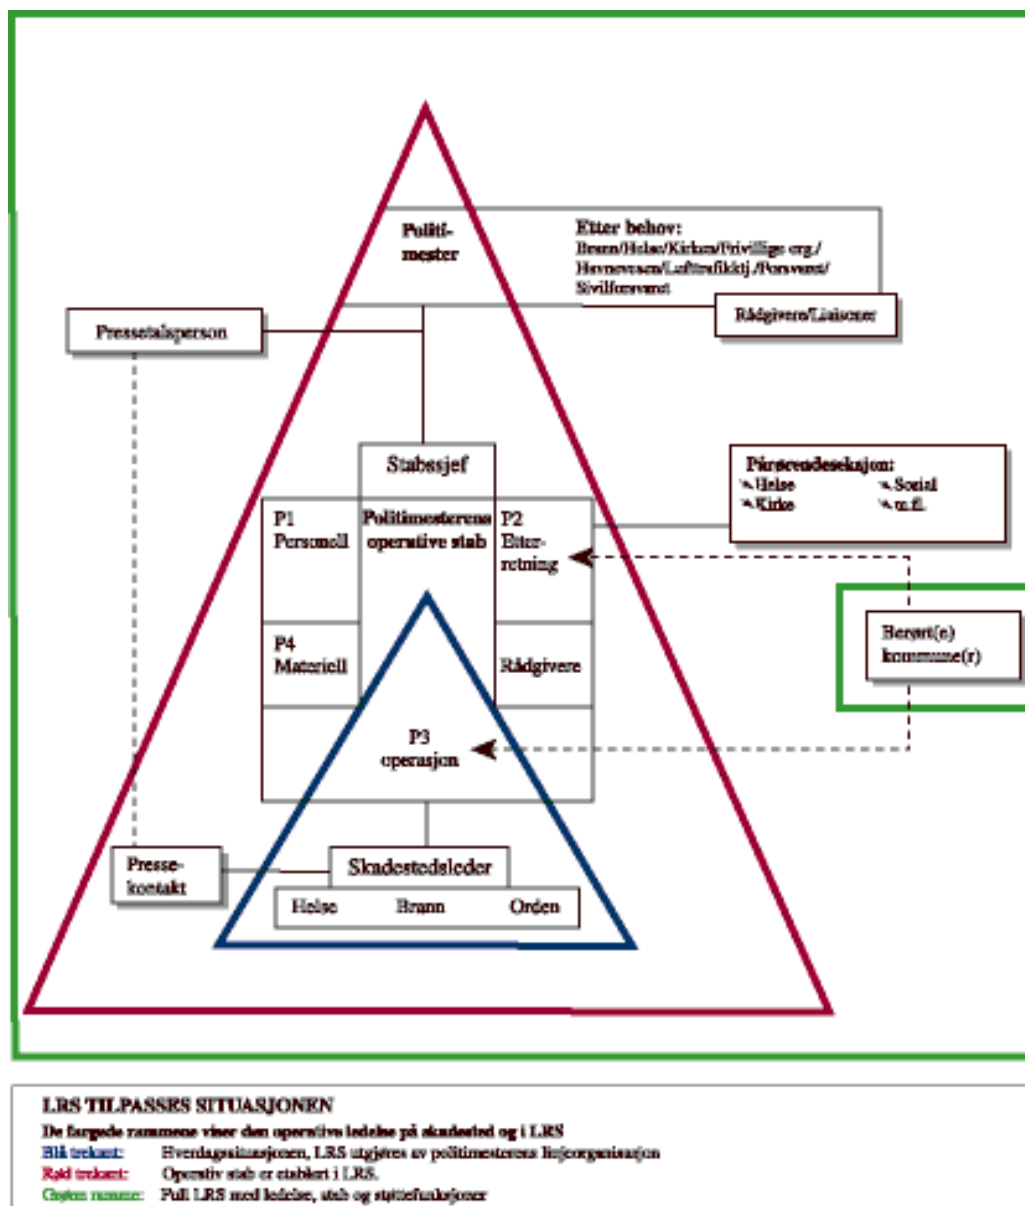 Politi-
mester
Etter behov:
Brann/Helse/Kirken/Frivillige org./
Havnevesen/Lufttrafikktj./Forsvaret/
Sivilforsvaret
Rådgivere/Liaisoner
Pressetalsperson
Stabssjef
Pårørendeseksjon:
Helse
Sosial
Kirke
m.fl.
P1
Personell
Politimesterens
operative stab
P2
Etter-
retning
Berørt(e)
kommune(r)
P4
Materiell
Rådgivere
P3
operasjon
Presse-
kontakt
Skadestedsleder
Helse Brann Orden
LRS TILPASSES SITUASJONEN
De fargede rammene viser den operative ledelse på skadested og i LRS
Blå trekant: Hverdagssituasjonen, LRS utgjøres av politimesterens linjeorganisasjon
Rød trekant: Operativ stab er etablert i LRS.
Grønn ramme: Full LRS med ledelse, stab og støttefunksjoner